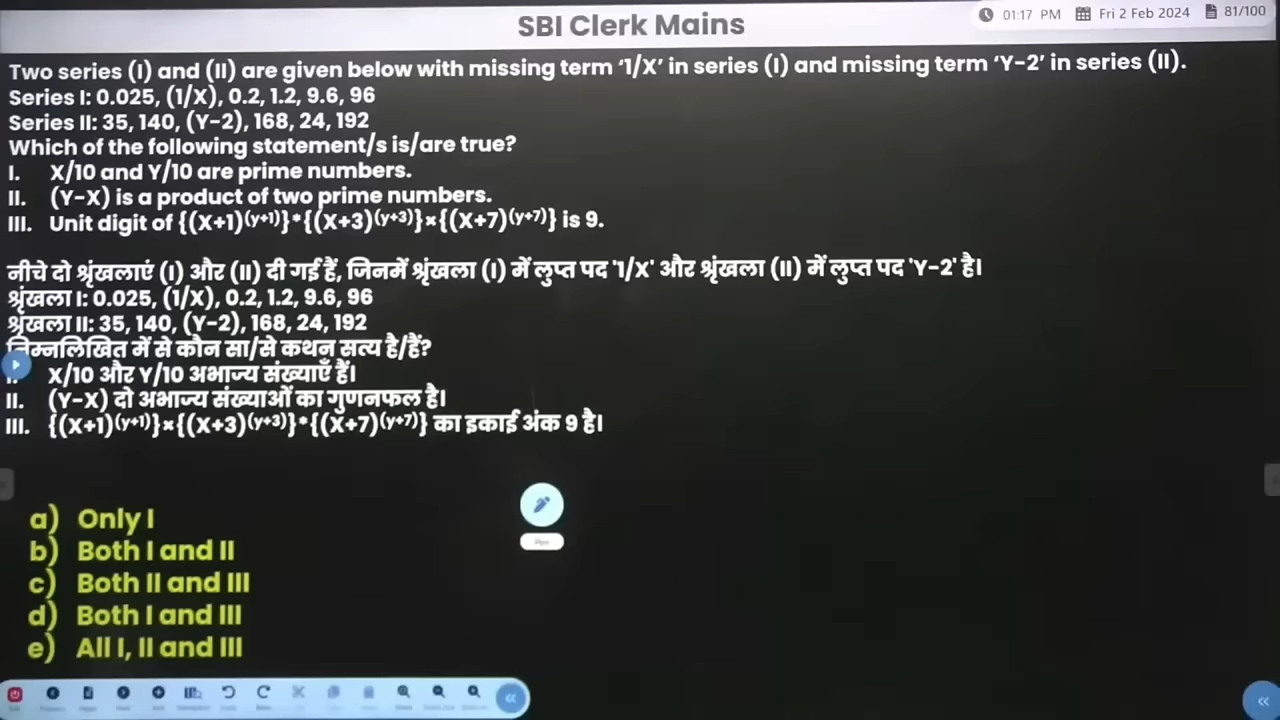 01:17 PM Fri 2 Feb 2024 81/100
SBI Clerk Mains
Two series (I) and (II) are given below with missing term ‘1/X’ in series (I) and missing term ‘Y-2’ in series (II).
Series I: 0.025, (1/X), 0.2, 1.2, 9.6, 96
Series II: 35, 140, (Y-2), 168, 24, 192
Which of the following statement/s is/are true?
I. X/10 and Y/10 are prime numbers.
II. (Y-X) is a product of two prime numbers.
III. Unit digit of {(X+1)^(y+1)}*{(X+3)^(y+3)}×{(X+7)^(y+7)} is 9.
नीचे दो श्रृंखलाएं (I) और (II) दी गई हैं, जिनमें श्रृंखला (I) में लुप्त पद '1/X' और श्रृंखला (II) में लुप्त पद 'Y-2' है।
श्रृंखला I: 0.025, (1/X), 0.2, 1.2, 9.6, 96
श्रृंखला II: 35, 140, (Y-2), 168, 24, 192
निम्नलिखित में से कौन सा/से कथन सत्य है/हैं?
I. X/10 और Y/10 अभाज्य संख्याएँ हैं।
II. (Y-X) दो अभाज्य संख्याओं का गुणनफल है।
III. {(X+1)^(y+1)}×{(X+3)^(y+3)}*{(X+7)^(y+7)} का इकाई अंक 9 है।
a) Only I
b) Both I and II
c) Both II and III
d) Both I and III
e) All I, II and III